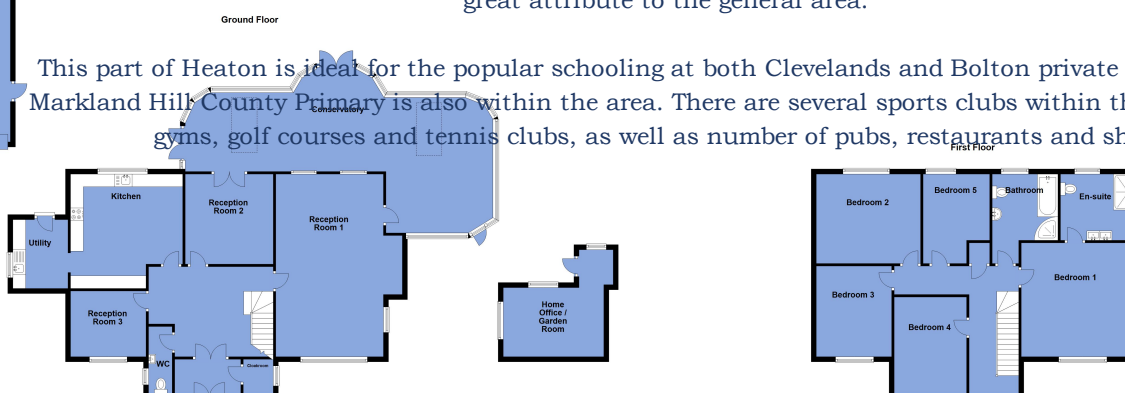 great attribute to the general area.
Ground Floor
This part of Heaton is ideal for the popular schooling at both Clevelands and Bolton private
Markland Hill County Primary is also within the area. There are several sports clubs within
Conservatory
gyms, golf courses and tennis clubs, as well as number of pubs, restaurants and
First Floor
Kitchen
Reception
Room 2
Reception
Room 1
Utility
Reception
Room 3
WC
Cloakroom
Home
Office /
Garden
Room
Bedroom 2
Bedroom 5
Bathroom
En-suite
Bedroom 1
Bedroom 3
Bedroom 4